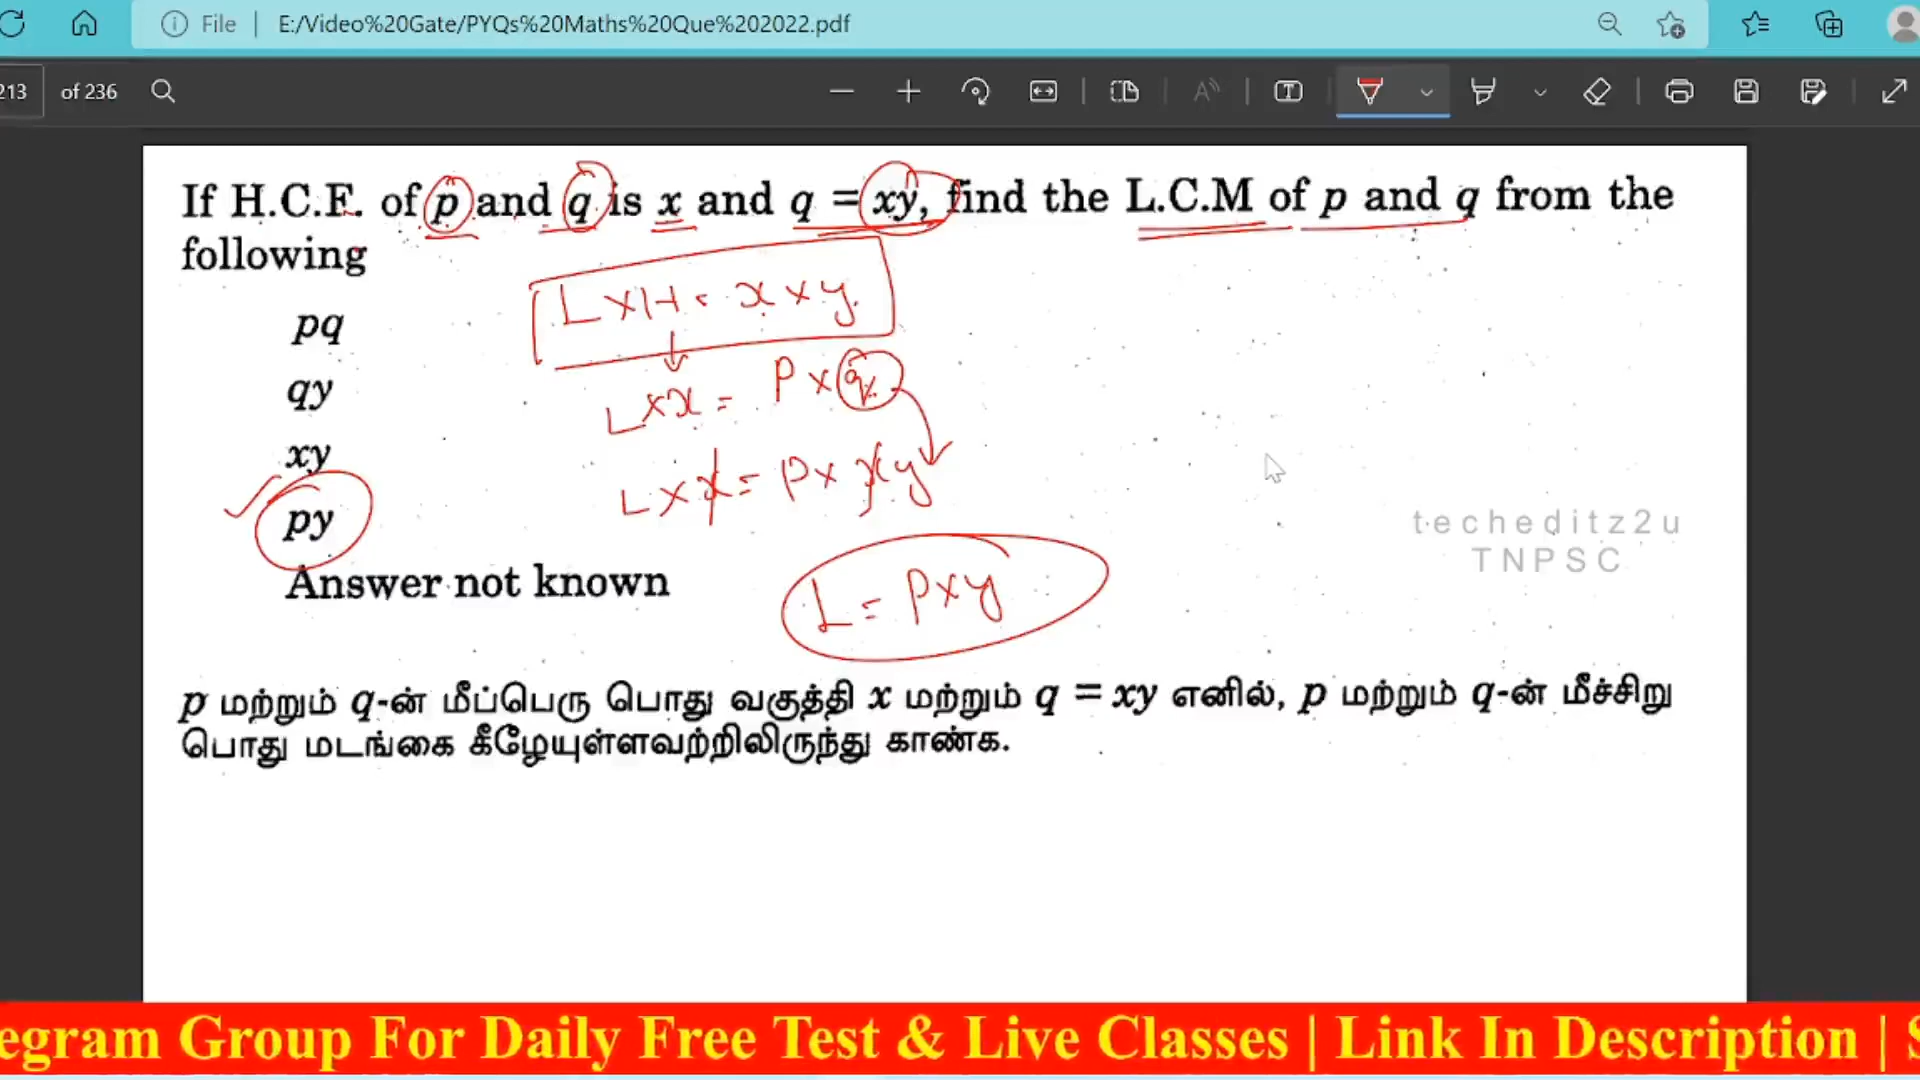 File | E:/Video%20Gate/PYQs%20Maths%20Que%202022.pdf
213 of 236
If H.C.F. of p and q is x and q = xy, find the L.C.M of p and q from the
following
L×H = x×y
pq
L×x = P×q
qy
xy
L×x = P×xy
py
techeditz2u
TNPSC
Answer not known
L = P×y
p மற்றும் q-ன் மீப்பெரு பொது வகுத்தி x மற்றும் q = xy எனில், p மற்றும் q-ன் மீச்சிறு
பொது மடங்கை கீழேயுள்ளவற்றிலிருந்து காண்க.
egram Group For Daily Free Test & Live Classes | Link In Description |